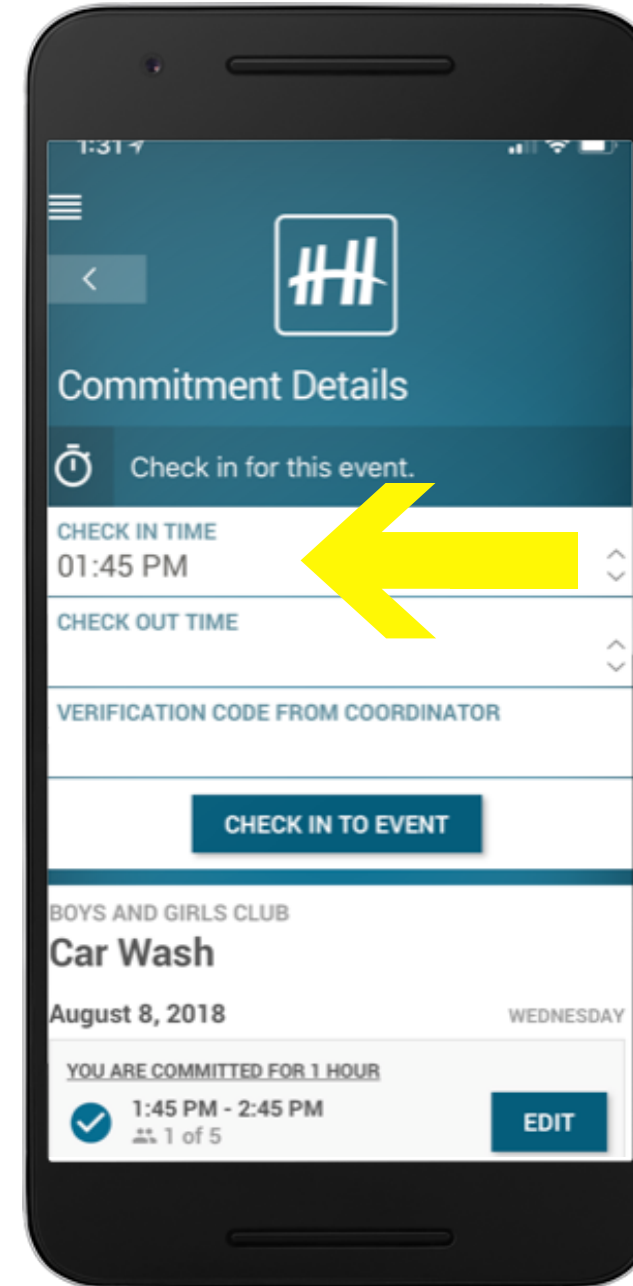 1:31
Commitment Details
Check in for this event.
CHECK IN TIME
01:45 PM
CHECK OUT TIME
VERIFICATION CODE FROM COORDINATOR
CHECK IN TO EVENT
BOYS AND GIRLS CLUB
Car Wash
August 8, 2018 WEDNESDAY
YOU ARE COMMITTED FOR 1 HOUR
1:45 PM - 2:45 PM
1 of 5
EDIT